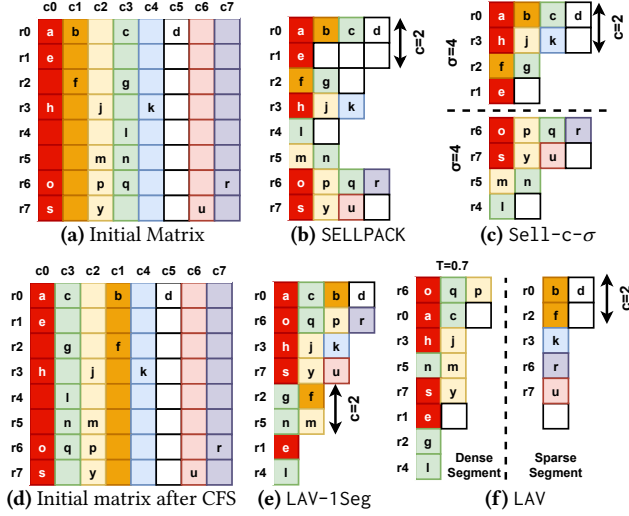 c0 c1 c2 c3 c4 c5 c6 c7
r0 a b c d
r1 e
r2 f g
r3 h j k
r4 l
r5 m n
r6 o p q r
r7 s y u
(a) Initial Matrix
r0 a b c d
r1 e
c=2
r2 f g
r3 h j k
r4 l
r5 m n
r6 o p q r
r7 s y u
(b) SELLPACK
σ=4
r0 a b c d
r3 h j k
c=2
r2 f g
r1 e
σ=4
r6 o p q r
r7 s y u
r5 m n
r4 l
(c) Sell-c-σ
c0 c3 c2 c1 c4 c5 c6 c7
r0 a c b d
r1 e
r2 g f
r3 h j k
r4 l
r5 n m
r6 o q p r
r7 s y u
(d) Initial matrix after CFS
r0 a c b d
r6 o q p r
r3 h j k
r7 s y u
r2 g f
r5 n m
c=2
r1 e
r4 l
(e) LAV-1Seg
T=0.7
r6 o q p
r0 a c
r3 h j
r5 n m
r7 s y
r1 e
r2 g
r4 l
Dense
Segment
r0 b d
r2 f
c=2
r3 k
r6 r
r7 u
Sparse
Segment
(f) LAV